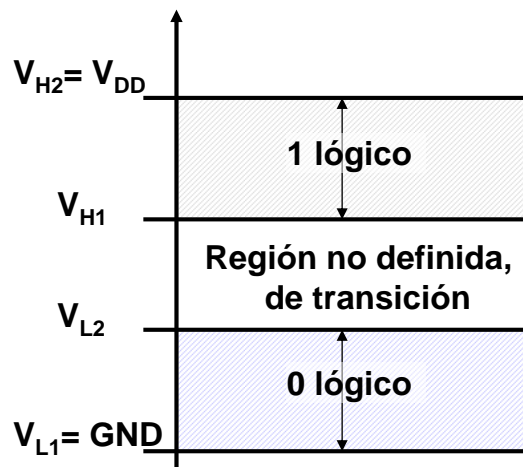 V_H2= V_DD
1 lógico
V_H1
Región no definida,
de transición
V_L2
0 lógico
V_L1= GND